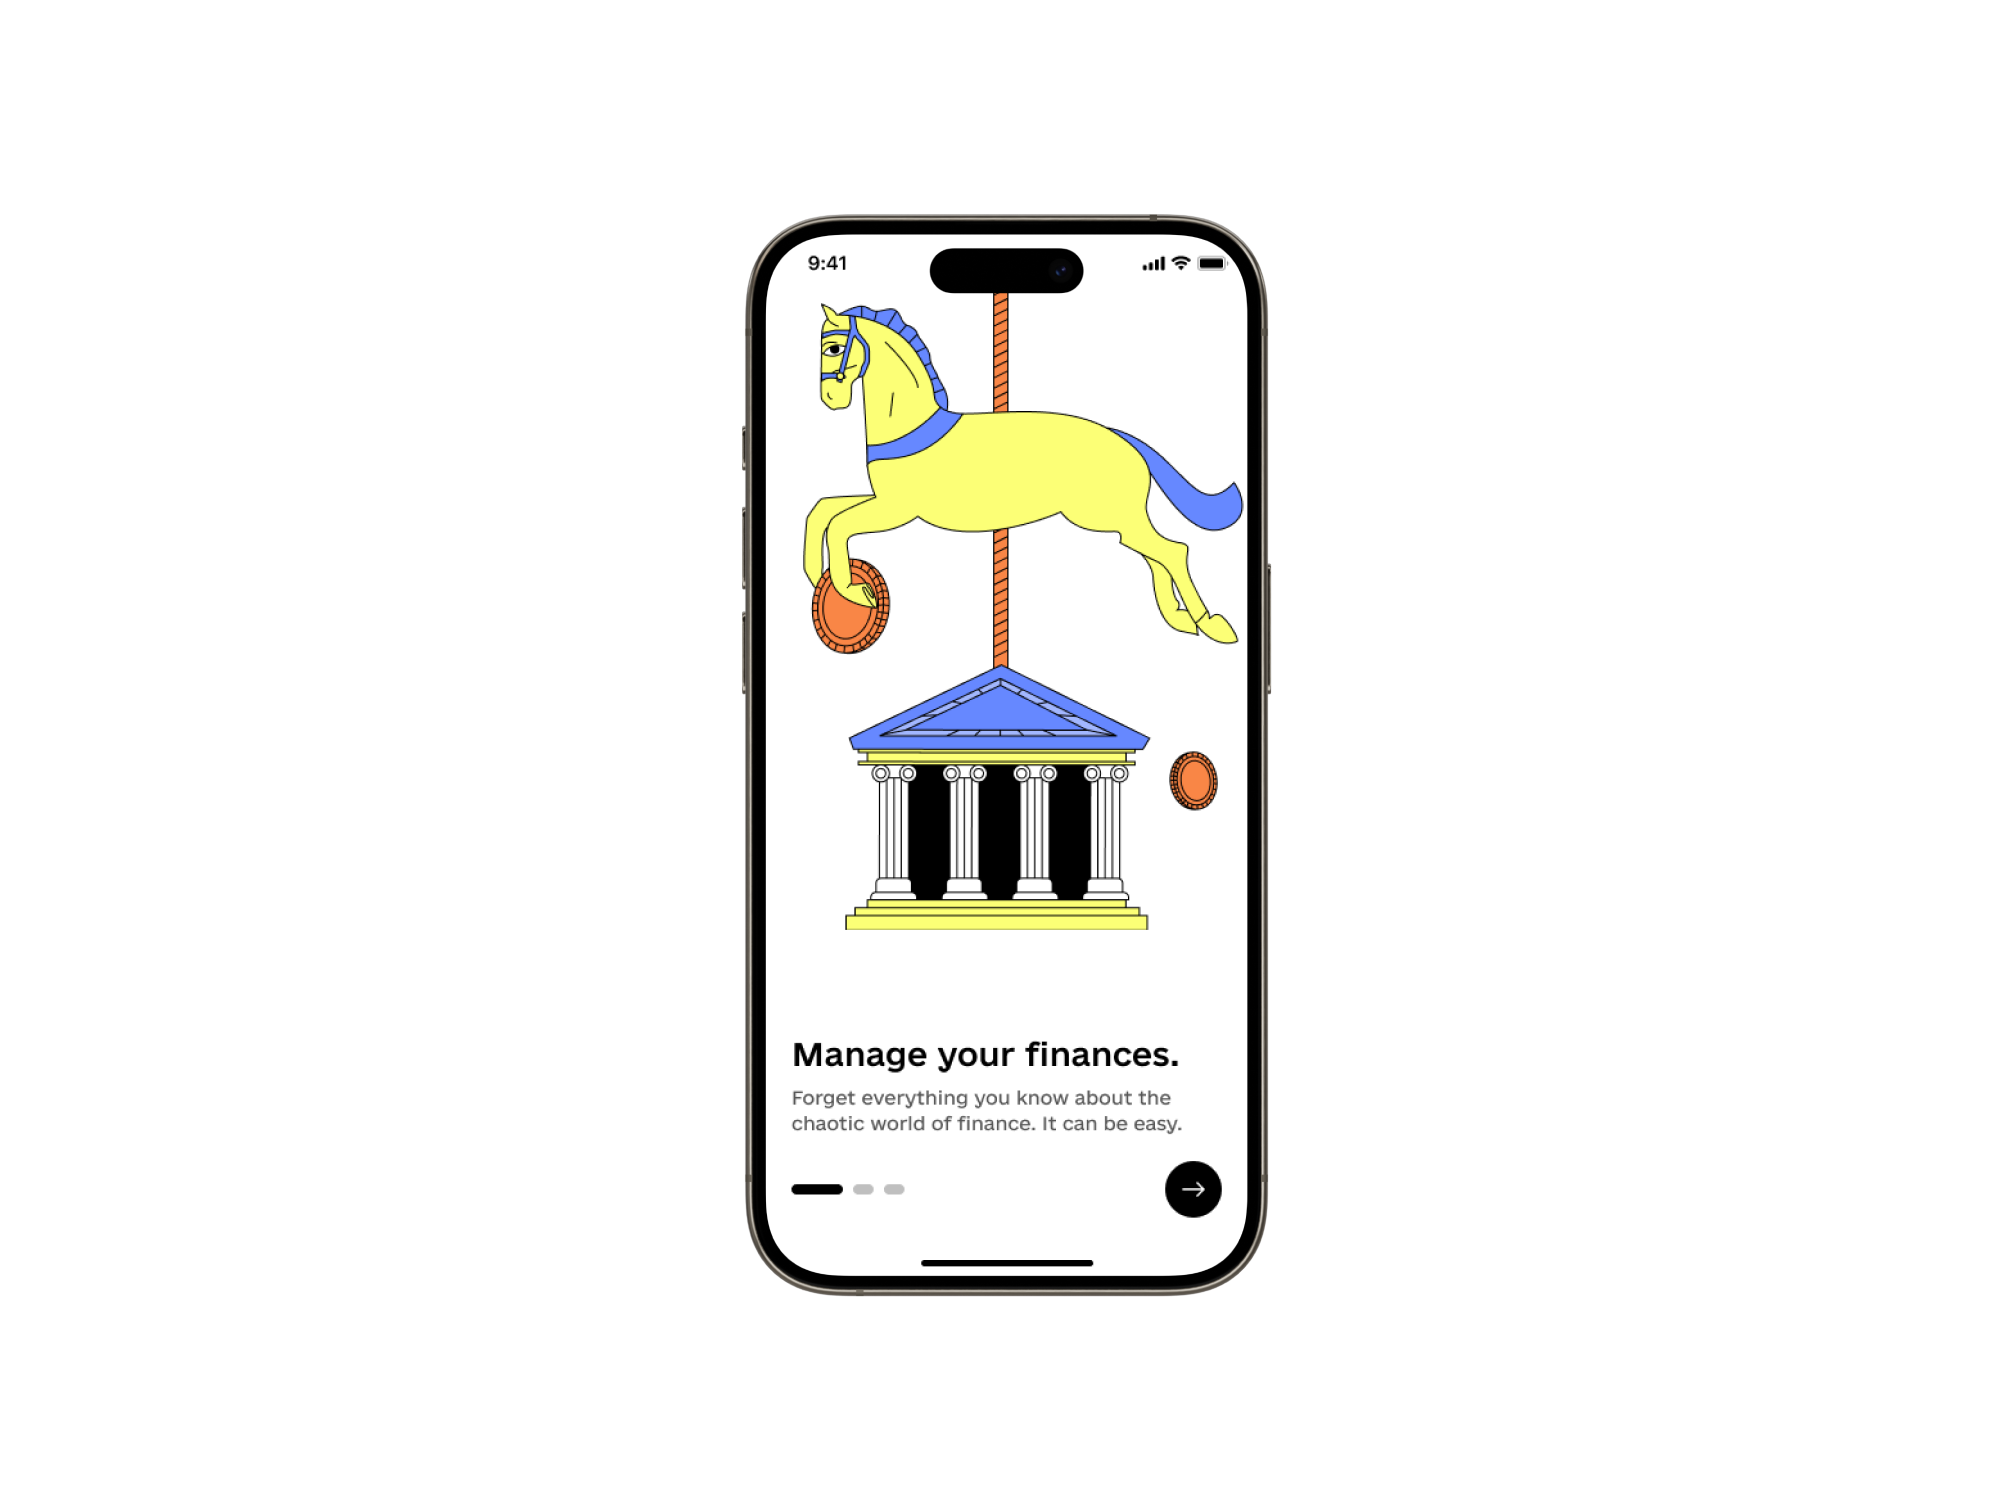 9:41
Manage your finances.
Forget everything you know about the
chaotic world of finance. It can be easy.